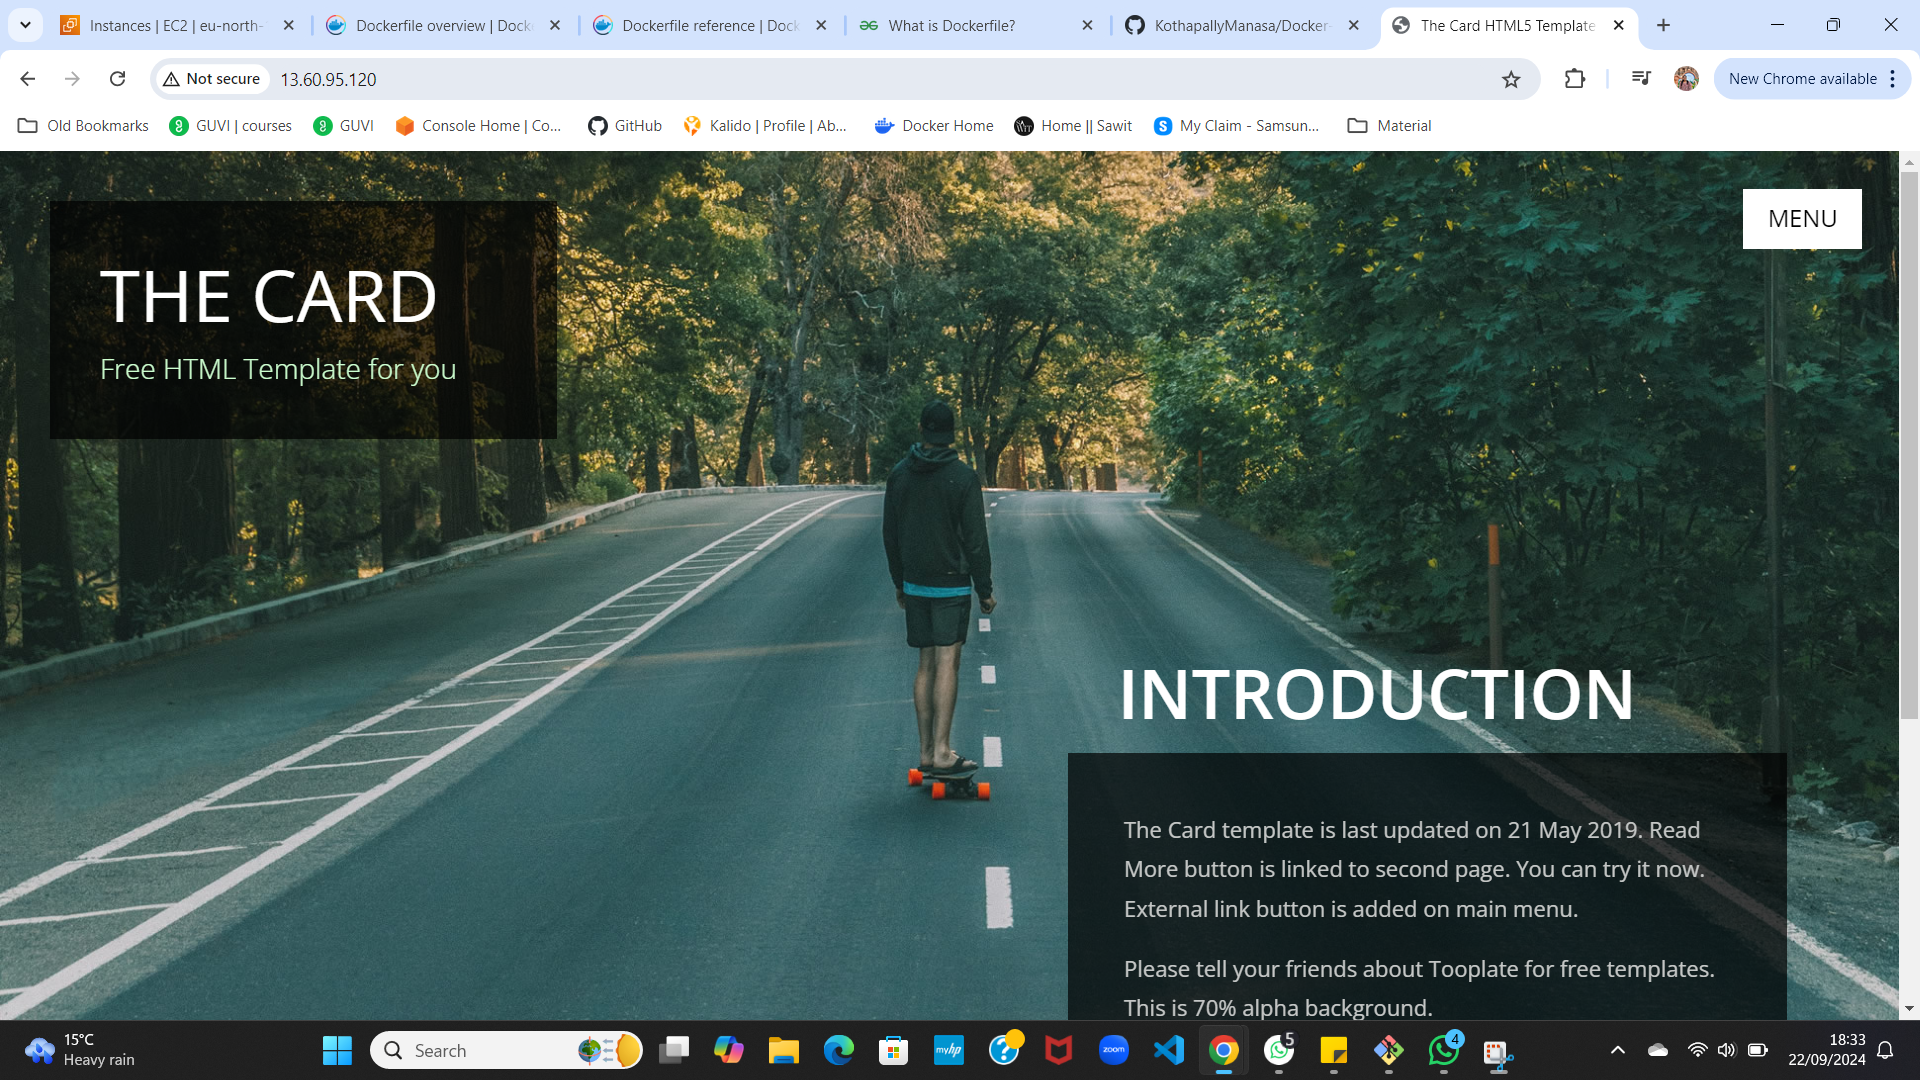 Instances | EC2 | eu-north-
Dockerfile overview | Docke
Dockerfile reference | Dock
What is Dockerfile?
KothapallyManasa/Docker-
The Card HTML5 Template
Not secure
13.60.95.120
New Chrome available
Old Bookmarks
GUVI | courses
GUVI
Console Home | Co...
GitHub
Kalido | Profile | Ab...
Docker Home
Home || Sawit
My Claim - Samsun...
Material
THE CARD
Free HTML Template for you
MENU
INTRODUCTION
The Card template is last updated on 21 May 2019. Read
More button is linked to second page. You can try it now.
External link button is added on main menu.
Please tell your friends about Tooplate for free templates.
This is 70% alpha background.
15°C
Heavy rain
Search
myhp
zoom
5
4
18:33
22/09/2024